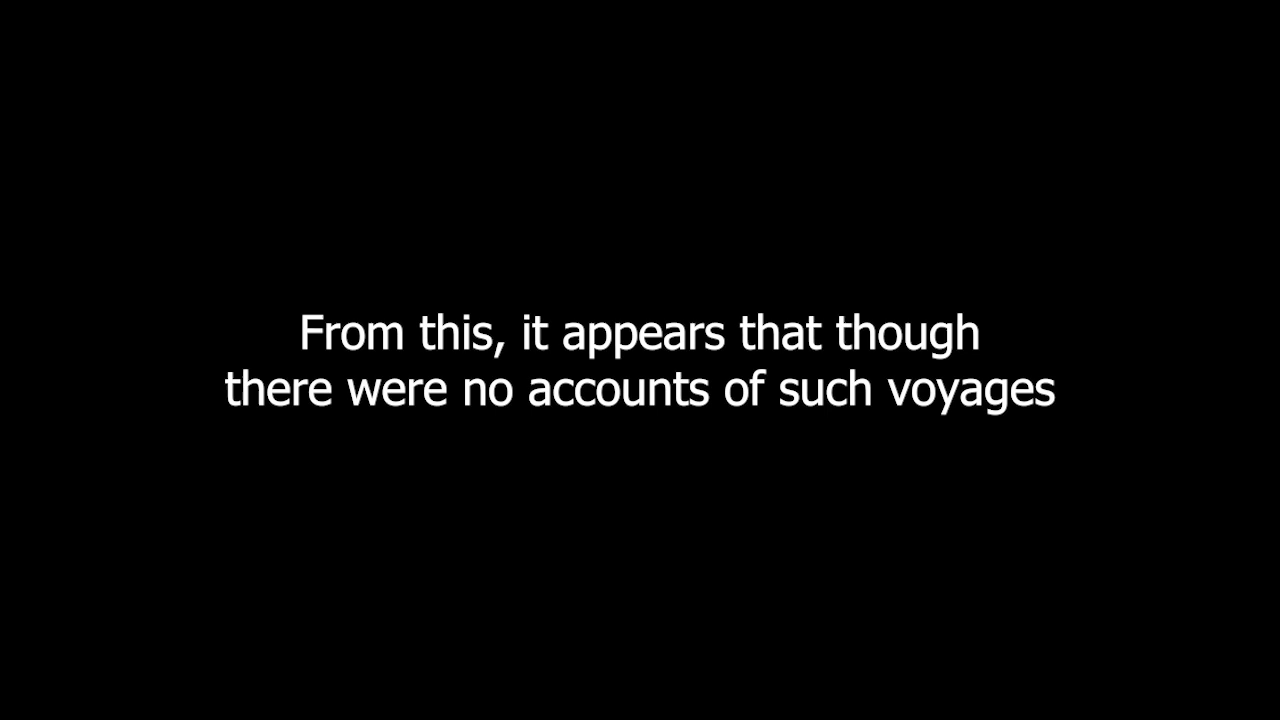 From this, it appears that though
there were no accounts of such voyages